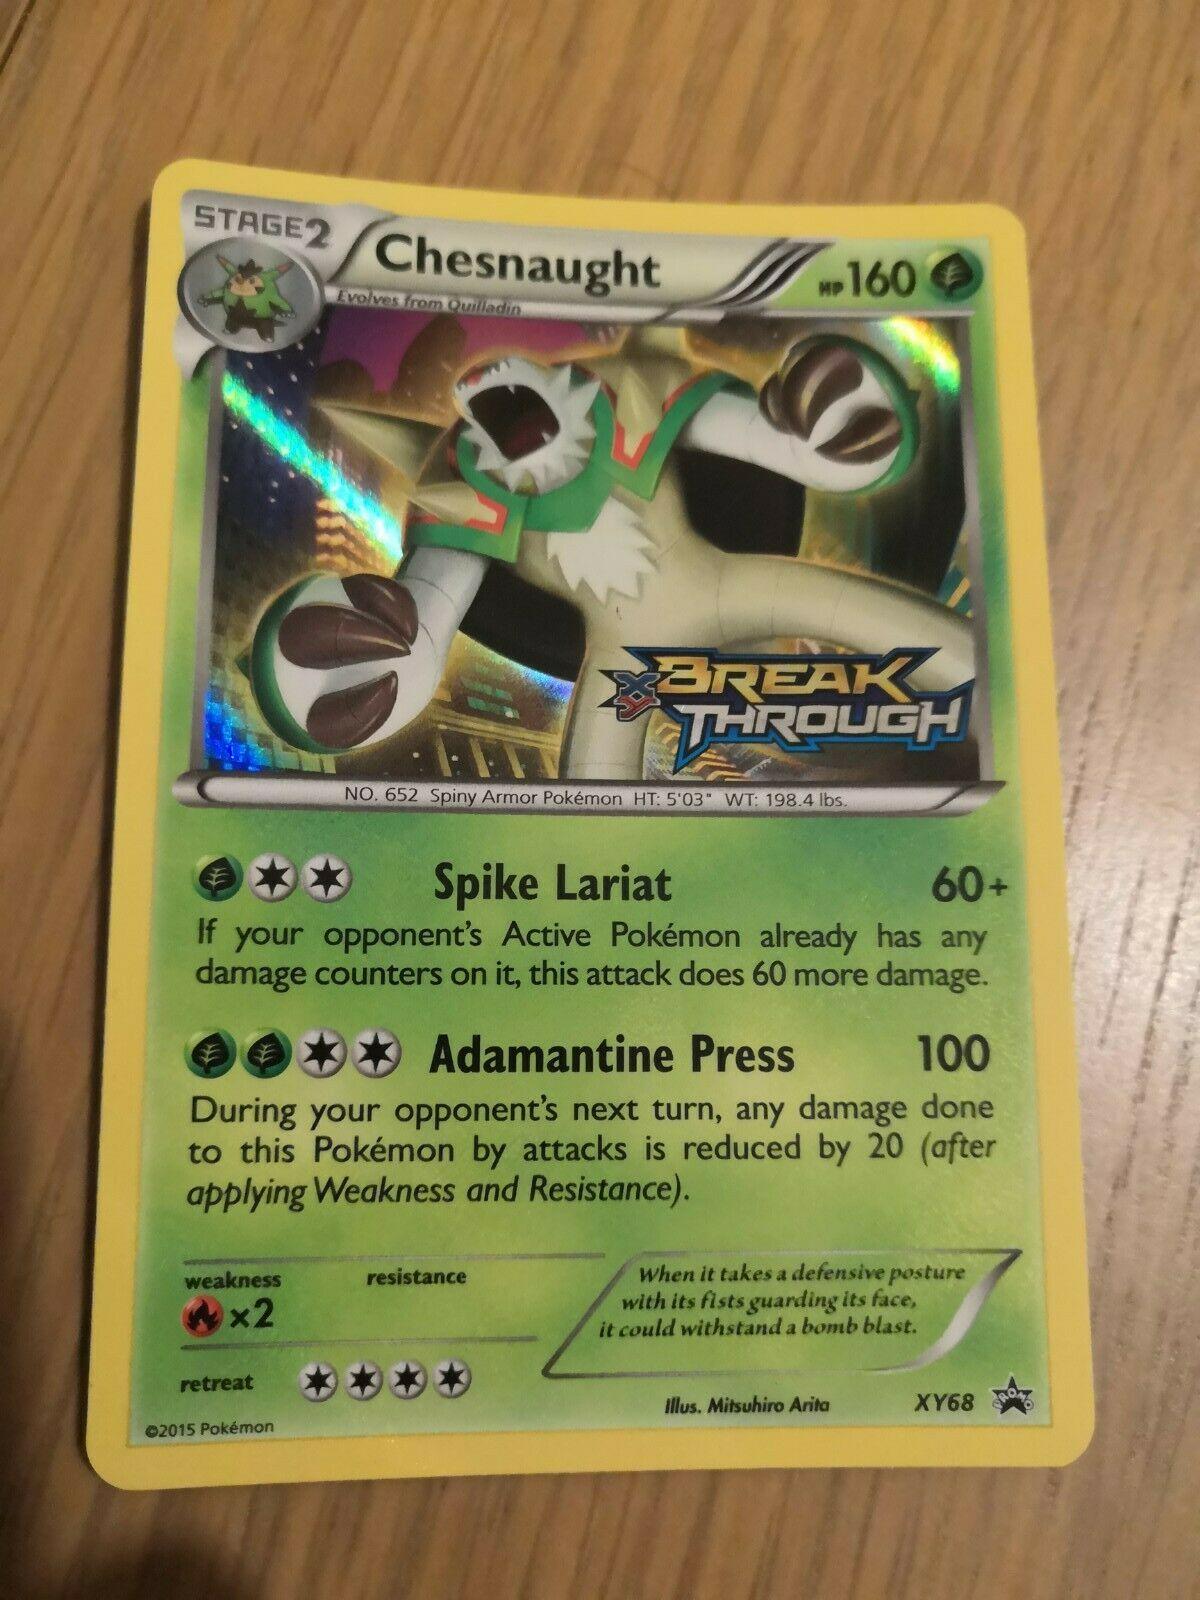 STAGE2
Chesnaught
HP160
Evolves from Quilladin
XY BREAK
THROUGH
NO. 652 Spiny Armor Pokémon HT: 5'03" WT: 198.4 lbs.
Spike Lariat 60+
If your opponent's Active Pokémon already has any
damage counters on it, this attack does 60 more damage.
Adamantine Press 100
During your opponent's next turn, any damage done
to this Pokémon by attacks is reduced by 20 (after
applying Weakness and Resistance).
weakness resistance
×2
retreat
When it takes a defensive posture
with its fists guarding its face,
it could withstand a bomb blast.
Illus. Mitsuhiro Arita XY68 PROMO
©2015 Pokémon